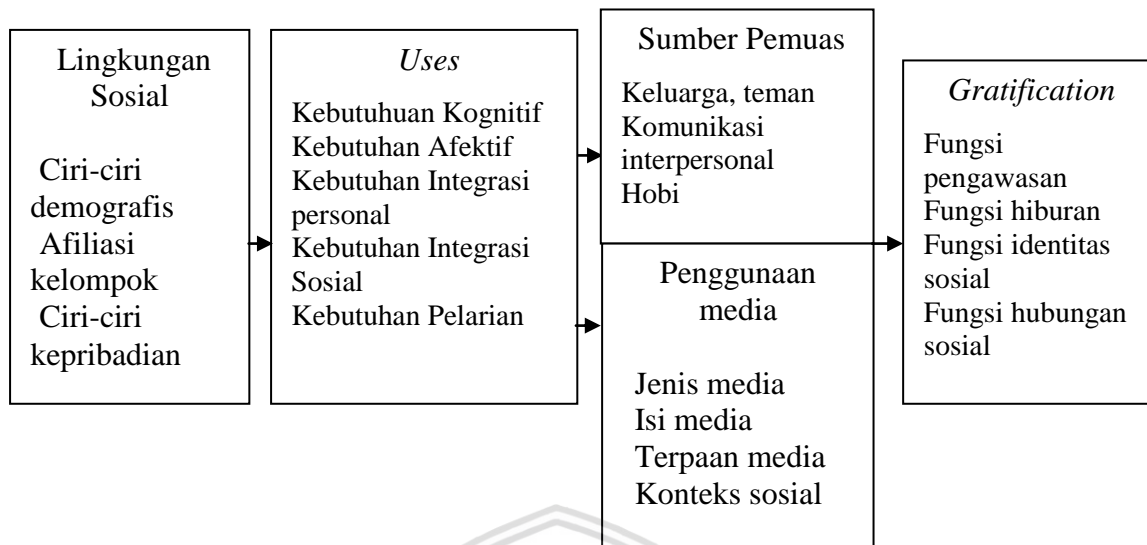 Lingkungan
Sosial
Ciri-ciri
demografis
Afiliasi
kelompok
Ciri-ciri
kepribadian
Uses
Kebutuhuan Kognitif
Kebutuhan Afektif
Kebutuhan Integrasi
personal
Kebutuhan Integrasi
Sosial
Kebutuhan Pelarian
Sumber Pemuas
Keluarga, teman
Komunikasi
interpersonal
Hobi
Penggunaan
media
Jenis media
Isi media
Terpaan media
Konteks sosial
Gratification
Fungsi
pengawasan
Fungsi hiburan
Fungsi identitas
sosial
Fungsi hubungan
sosial